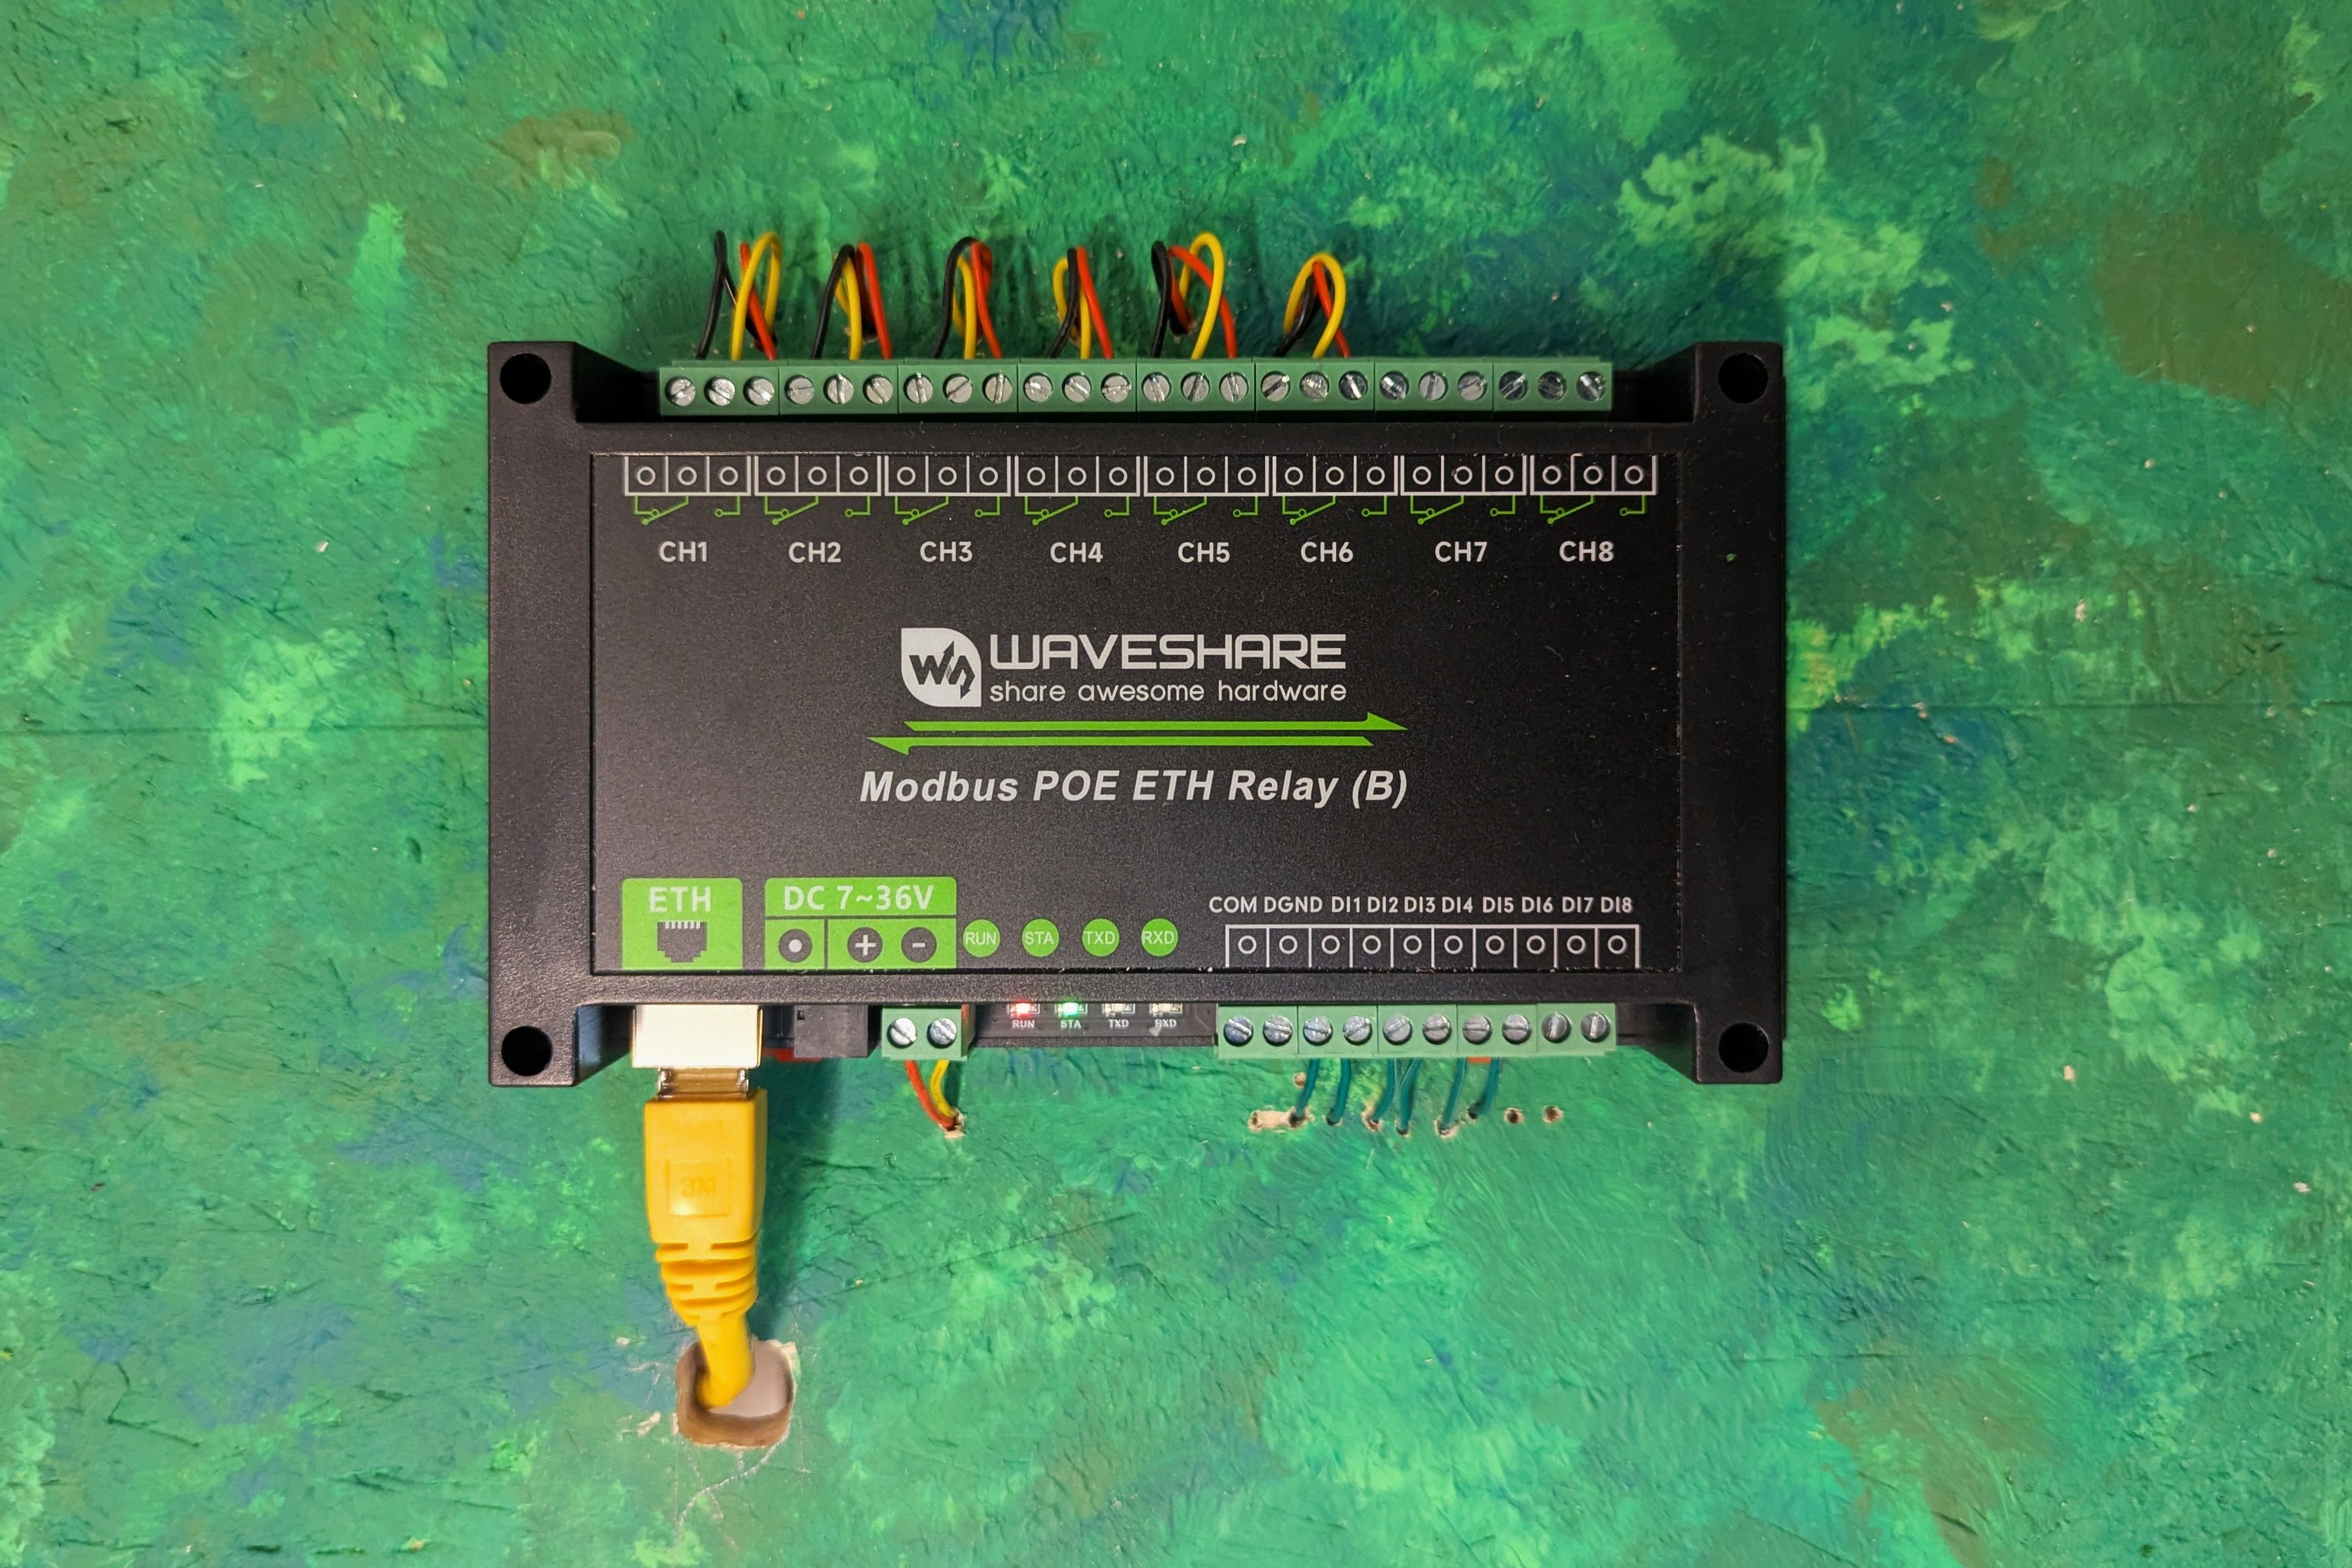 CH1 CH2 CH3 CH4 CH5 CH6 CH7 CH8
WAVESHARE
share awesome hardware
Modbus POE ETH Relay (B)
ETH
DC 7~36V
+ -
RUN STA TXD RXD
COM DGND DI1 DI2 DI3 DI4 DI5 DI6 DI7 DI8
RUN STA TXD RXD